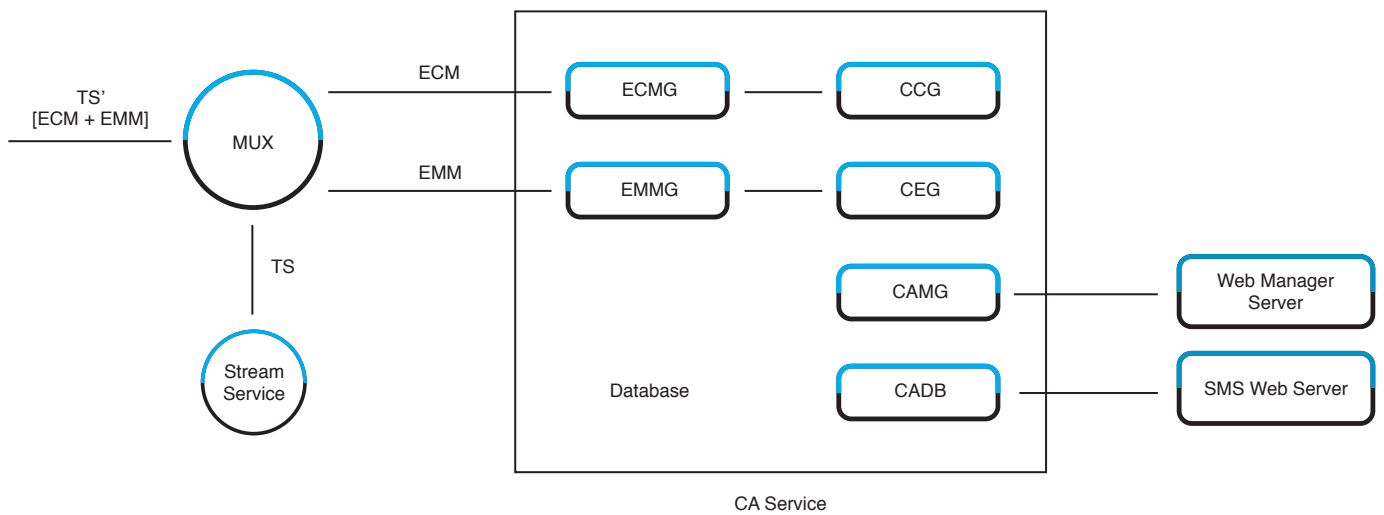 TS’
[ECM + EMM]
MUX
ECM
EMM
TS
Stream
Service
ECMG
CCG
EMMG
CEG
CAMG
Database
CADB
Web Manager
Server
SMS Web Server
CA Service